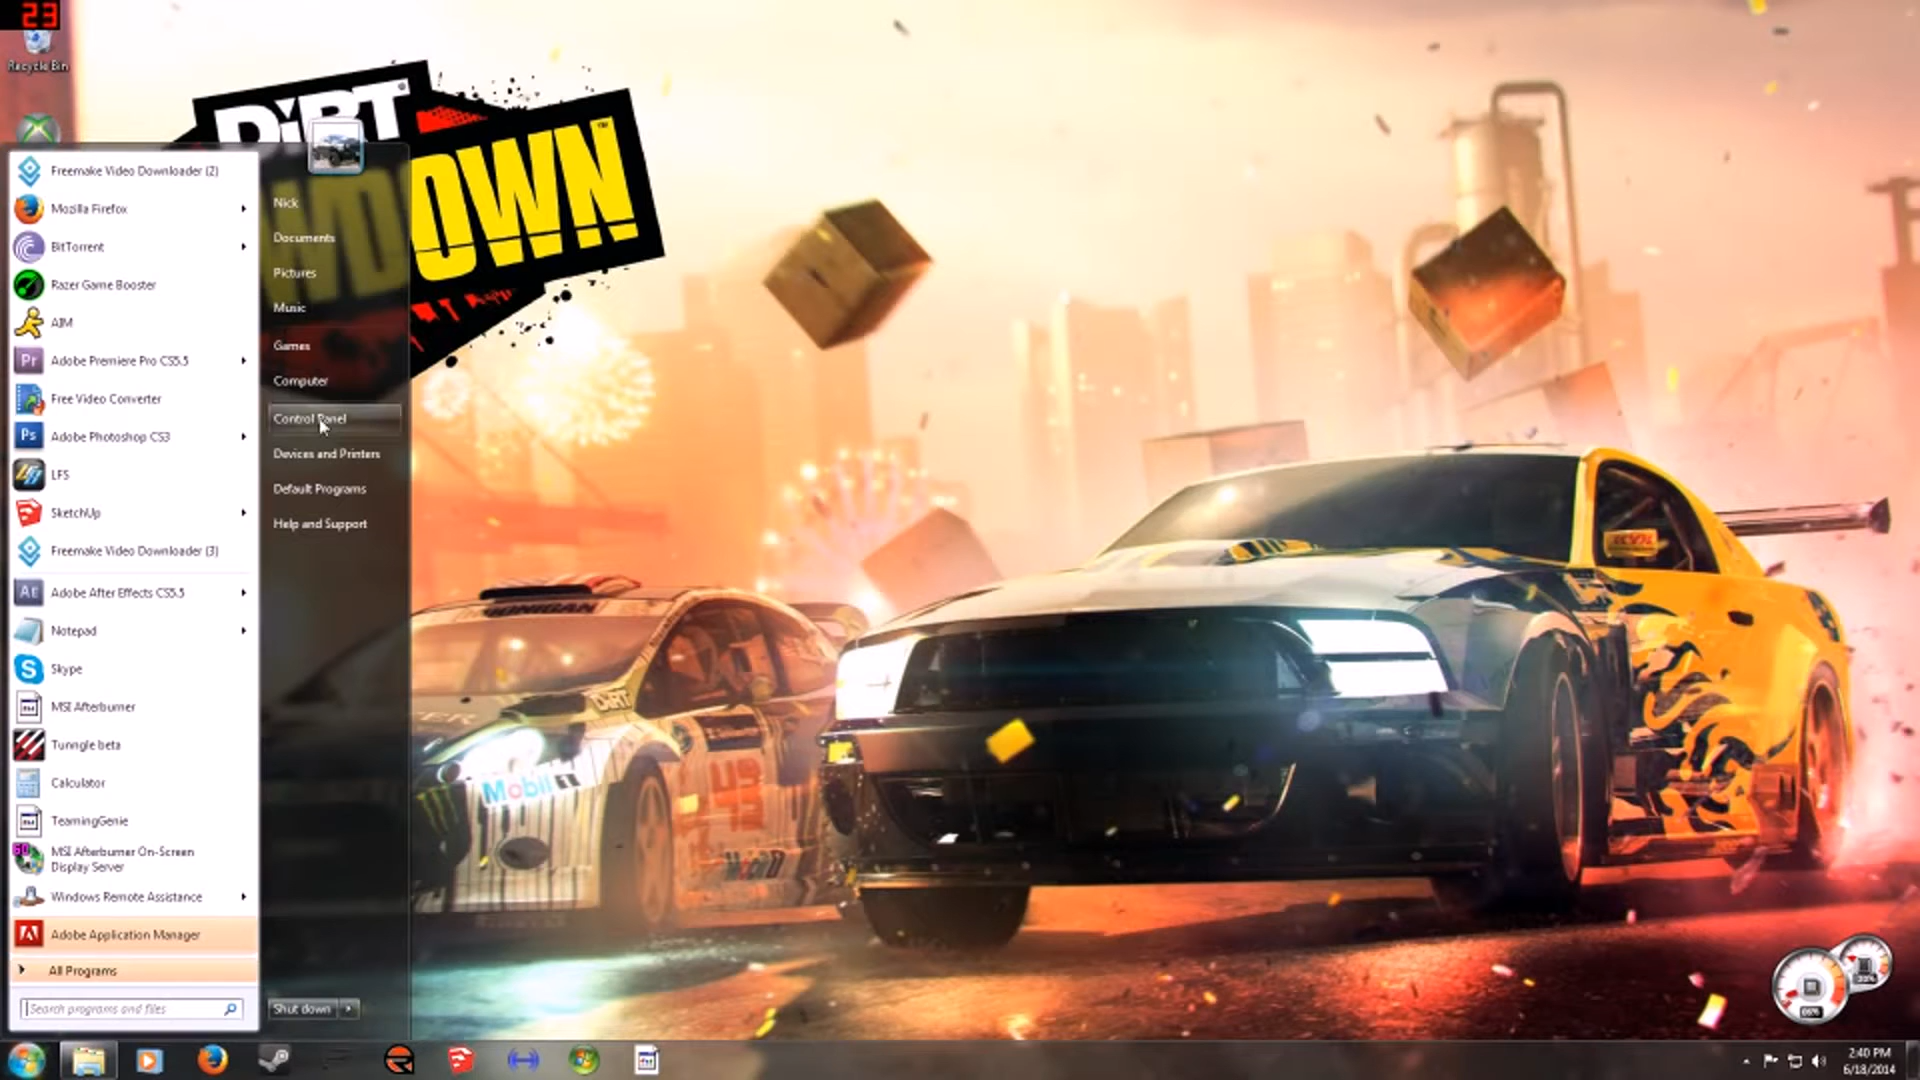 23
Recycle Bin
DiRT
OWN
Freemake Video Downloader (2)
Mozilla Firefox
BitTorrent
Razer Game Booster
AIM
Adobe Premiere Pro CS5.5
Free Video Converter
Adobe Photoshop CS3
LFS
SketchUp
Freemake Video Downloader (3)
Adobe After Effects CS5.5
Notepad
Skype
MSI Afterburner
Tunngle beta
Calculator
TeamingGenie
MSI Afterburner On-Screen
Display Server
Windows Remote Assistance
Adobe Application Manager
All Programs
Search programs and files
Nick
Documents
Pictures
Music
Games
Computer
Control Panel
Devices and Printers
Default Programs
Help and Support
Shut down
HOONIGAN
DiRT
Mobil 1
43
2:40 PM
6/18/2014